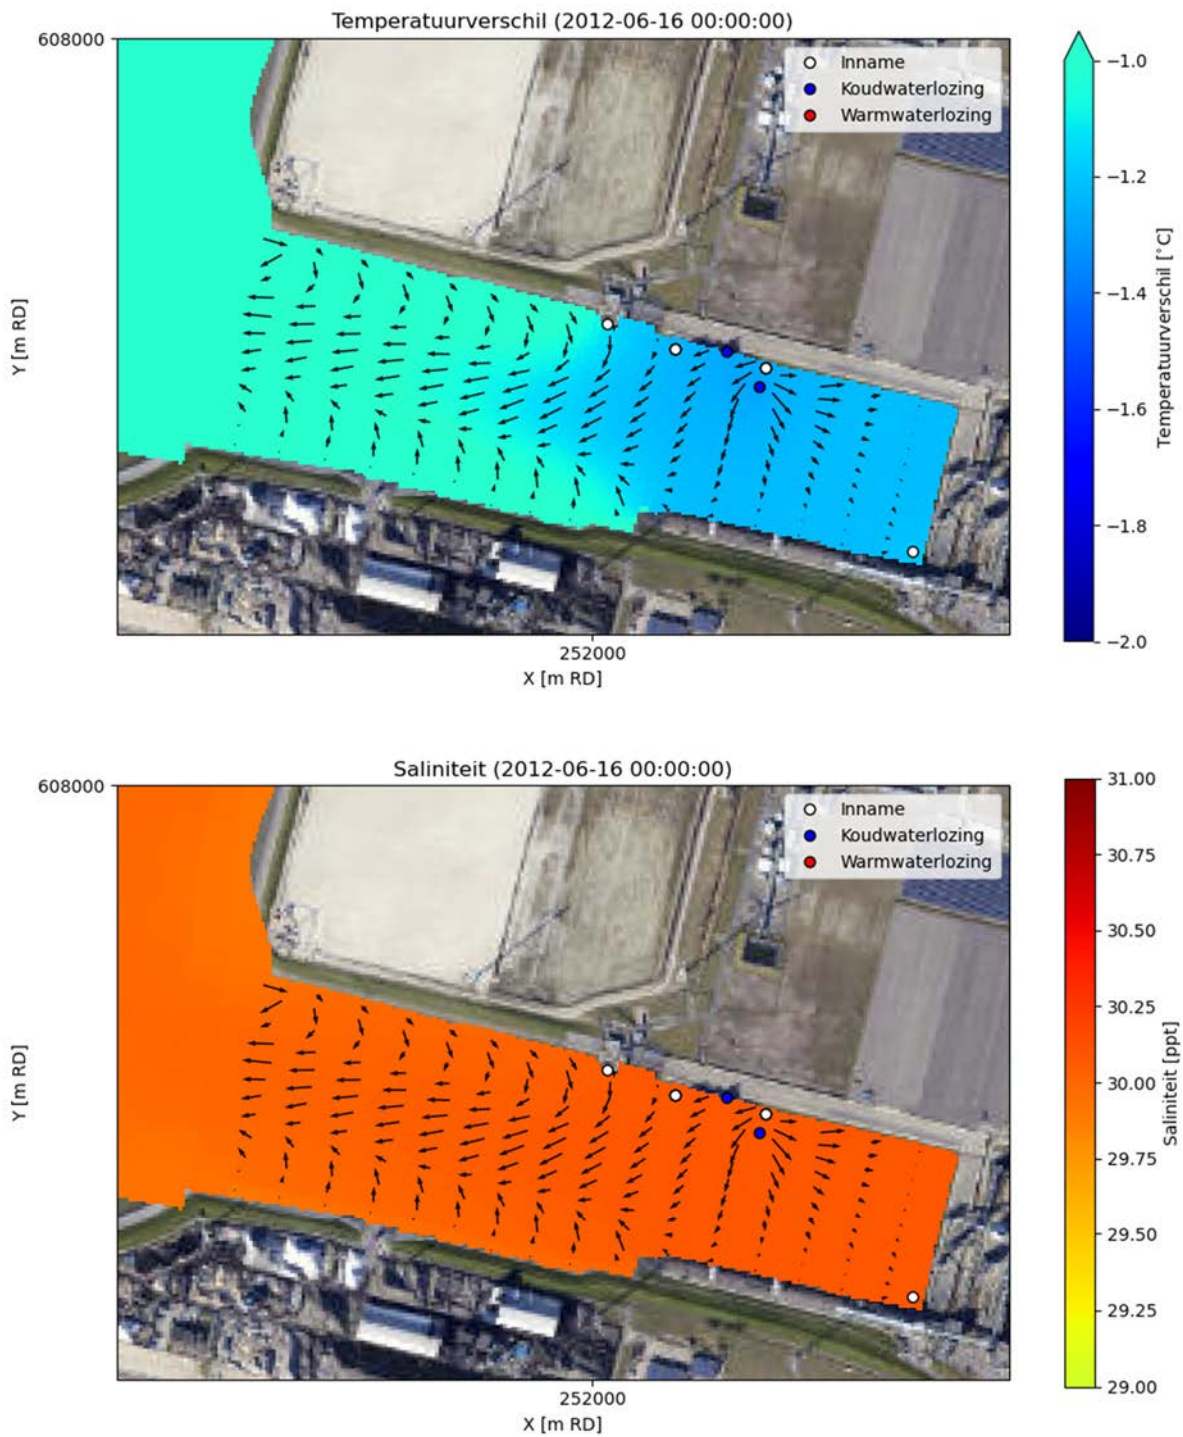 Temperatuurverschil (2012-06-16 00:00:00)
608000
Inname
Koudwaterlozing
Warmwaterlozing
Y [m RD]
252000
X [m RD]
−1.0
−1.2
−1.4
−1.6
−1.8
−2.0
Temperatuurverschil [°C]
Saliniteit (2012-06-16 00:00:00)
608000
Inname
Koudwaterlozing
Warmwaterlozing
Y [m RD]
252000
X [m RD]
31.00
30.75
30.50
30.25
30.00
29.75
29.50
29.25
29.00
Saliniteit [ppt]